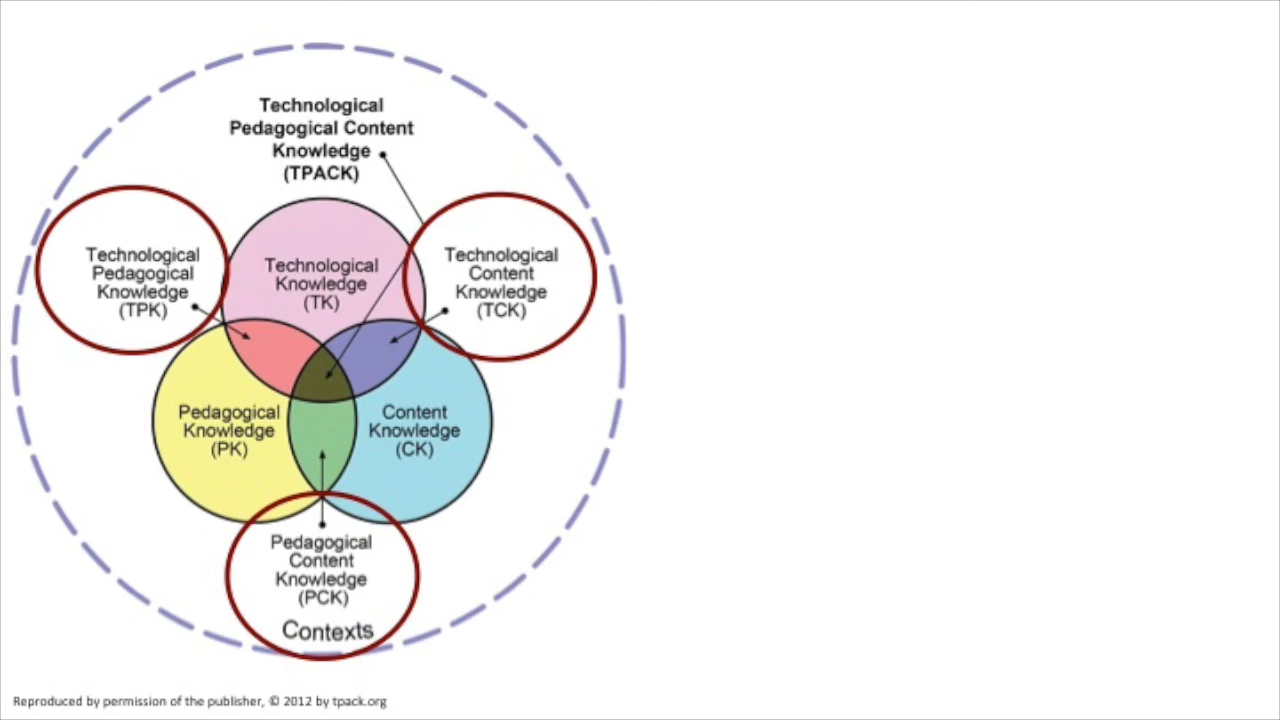 Technological
Pedagogical Content
Knowledge
(TPACK)
Technological
Pedagogical
Knowledge
(TPK)
Technological
Knowledge
(TK)
Technological
Content
Knowledge
(TCK)
Pedagogical
Knowledge
(PK)
Content
Knowledge
(CK)
Pedagogical
Content
Knowledge
(PCK)
Contexts
Reproduced by permission of the publisher, © 2012 by tpack.org